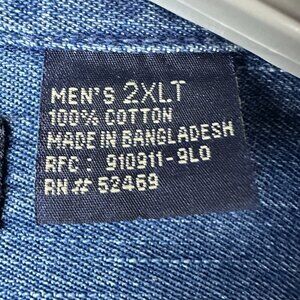 MEN'S 2XLT
100% COTTON
MADE IN BANGLADESH
RFC : 910911-9L0
RN# 52469